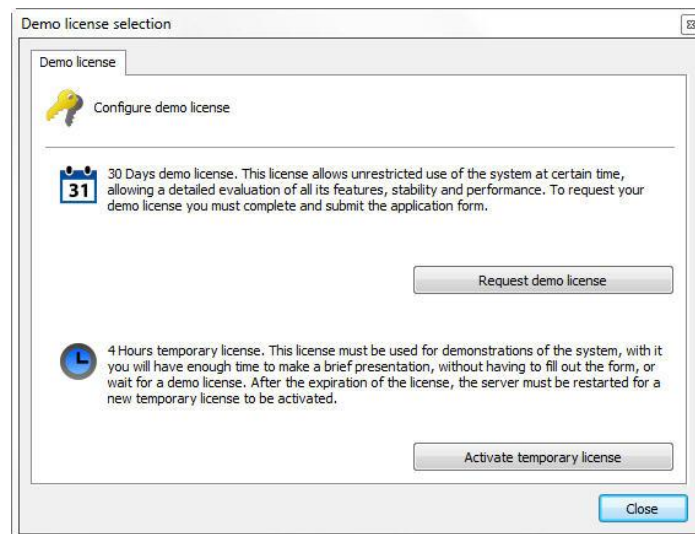 Demo license selection
Demo license
Configure demo license
31
30 Days demo license. This license allows unrestricted use of the system at certain time,
allowing a detailed evaluation of all its features, stability and performance. To request your
demo license you must complete and submit the application form.
Request demo license
4 Hours temporary license. This license must be used for demonstrations of the system, with it
you will have enough time to make a brief presentation, without having to fill out the form, or
wait for a demo license. After the expiration of the license, the server must be restarted for a
new temporary license to be activated.
Activate temporary license
Close